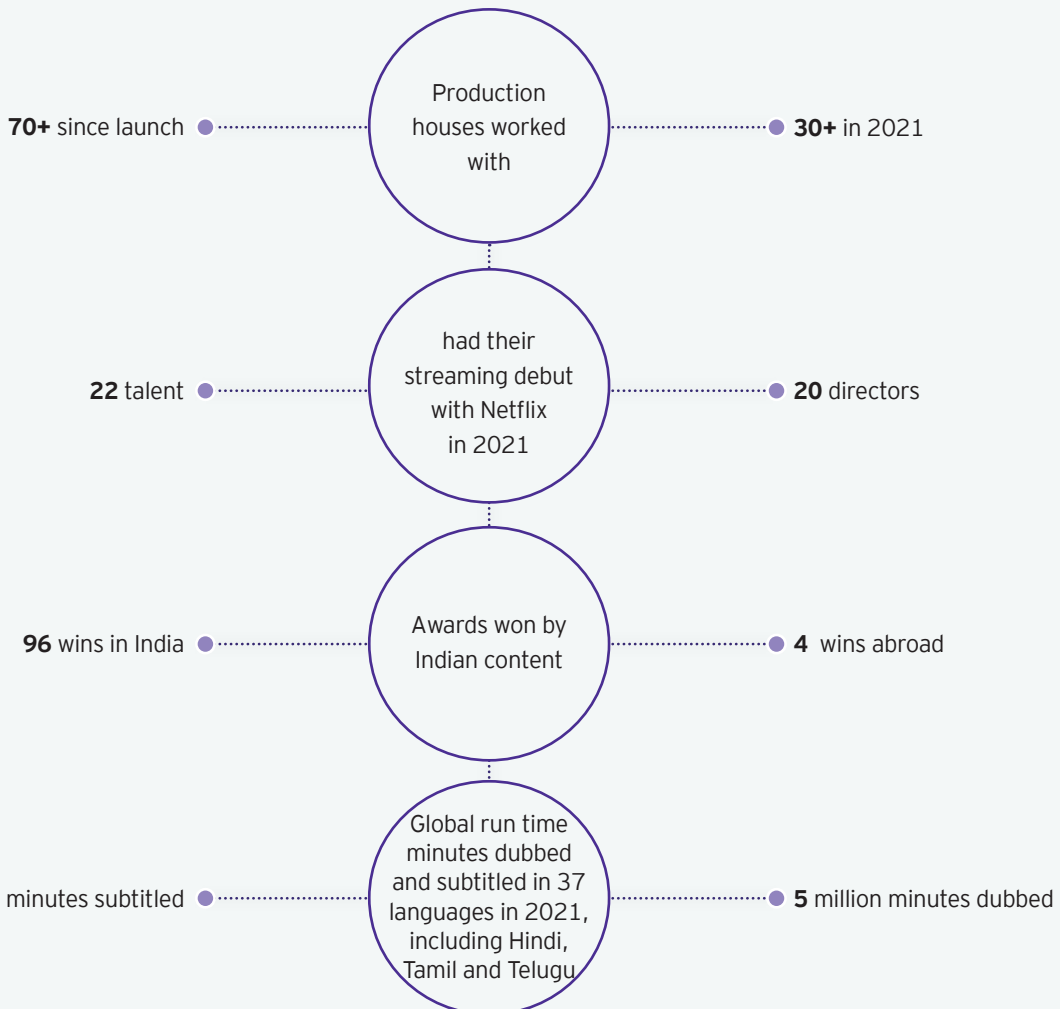 70+ since launch
Production
houses worked
with
30+ in 2021
22 talent
had their
streaming debut
with Netflix
in 2021
20 directors
96 wins in India
Awards won by
Indian content
4 wins abroad
minutes subtitled
Global run time
minutes dubbed
and subtitled in 37
languages in 2021,
including Hindi,
Tamil and Telugu
5 million minutes dubbed